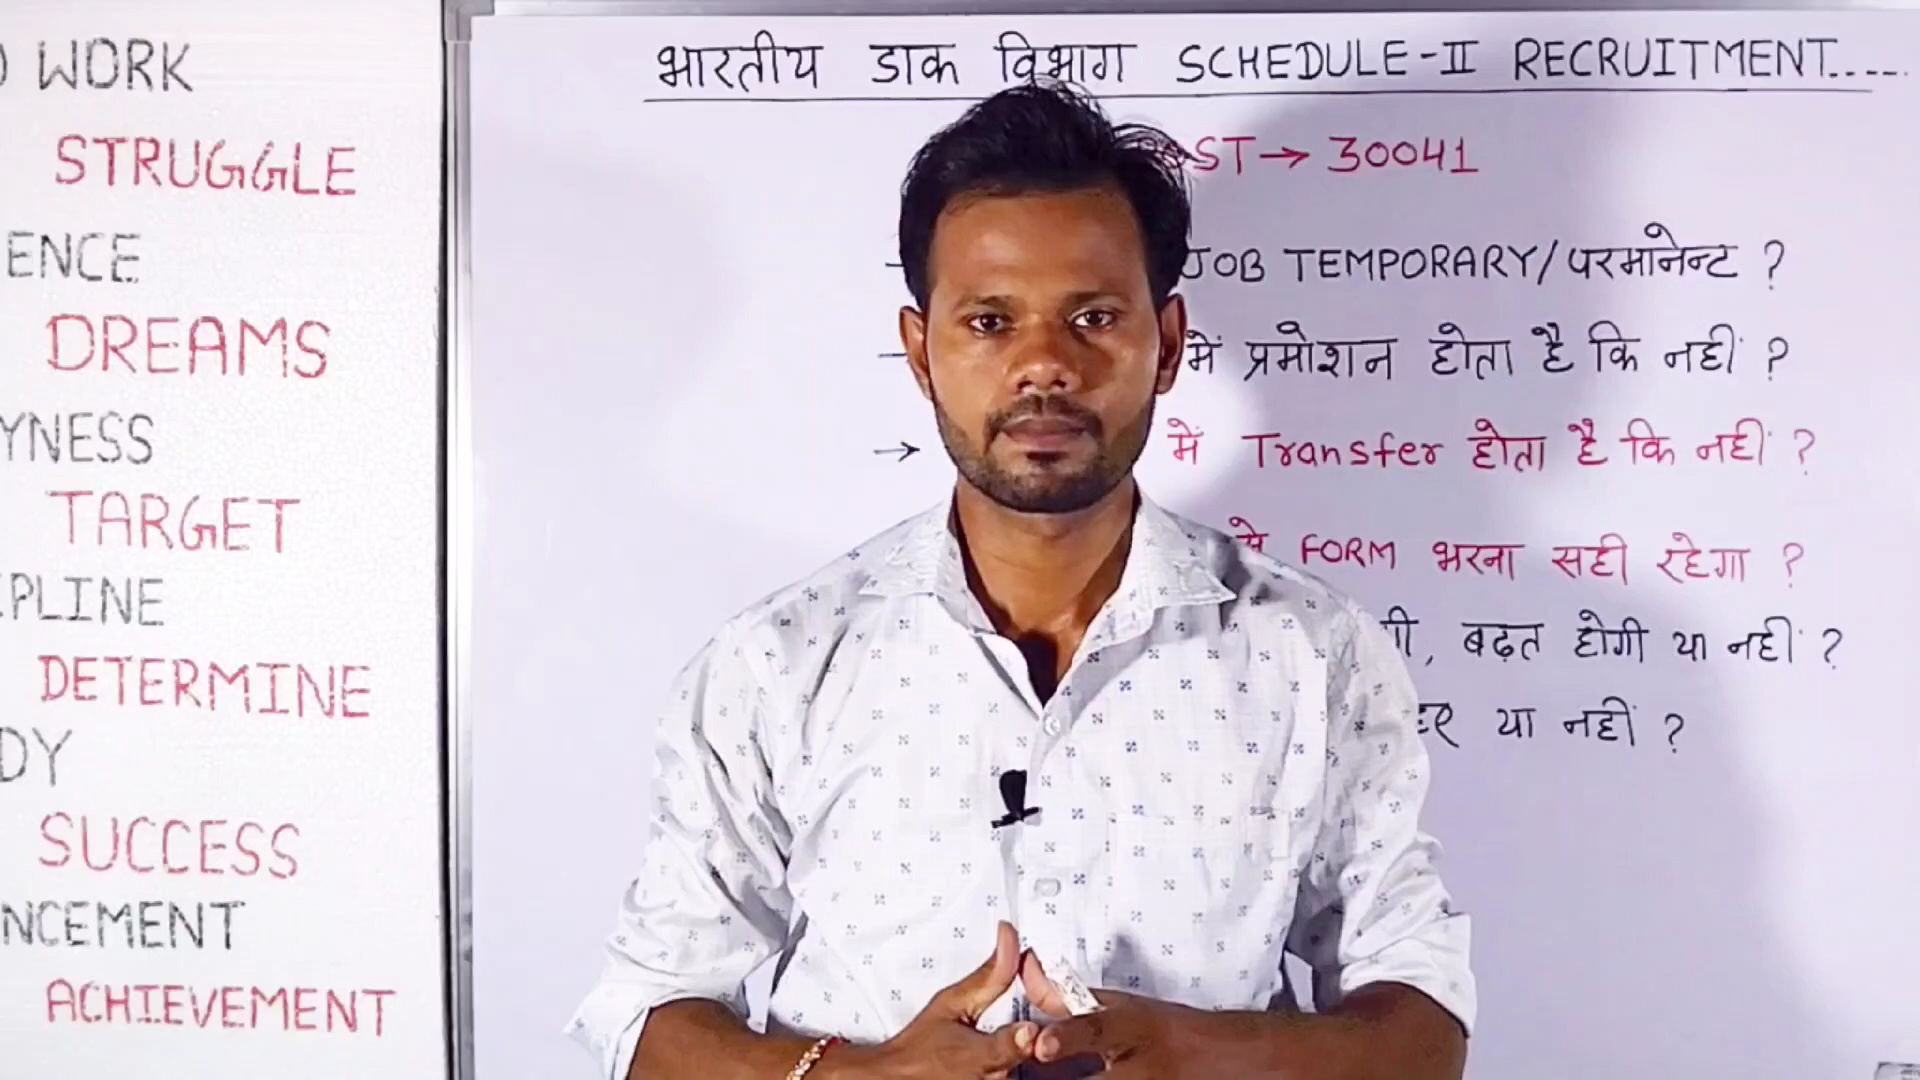 WORK
STRUGGLE
ENCE
DREAMS
YNESS
TARGET
IPLINE
DETERMINE
DY
SUCCESS
NCEMENT
ACHIEVEMENT
भारतीय डाक विभाग SCHEDULE-II RECRUITMENT.....
ST → 30041
JOB TEMPORARY/परमानेन्ट ?
में प्रमोशन होता है कि नहीं ?
→ में Transfer होता है कि नहीं ?
से FORM भरना सही रहेगा ?
गी, बढ़त होगी या नहीं ?
या नहीं ?